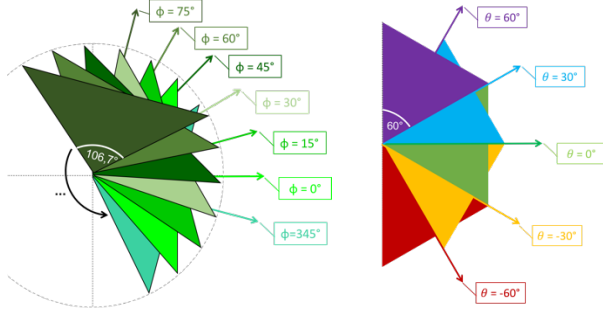 ϕ = 75°
ϕ = 60°
ϕ = 45°
ϕ = 30°
ϕ = 15°
ϕ = 0°
ϕ=345°
106,7°
...
θ = 60°
θ = 30°
θ = 0°
θ = -30°
θ = -60°
60°